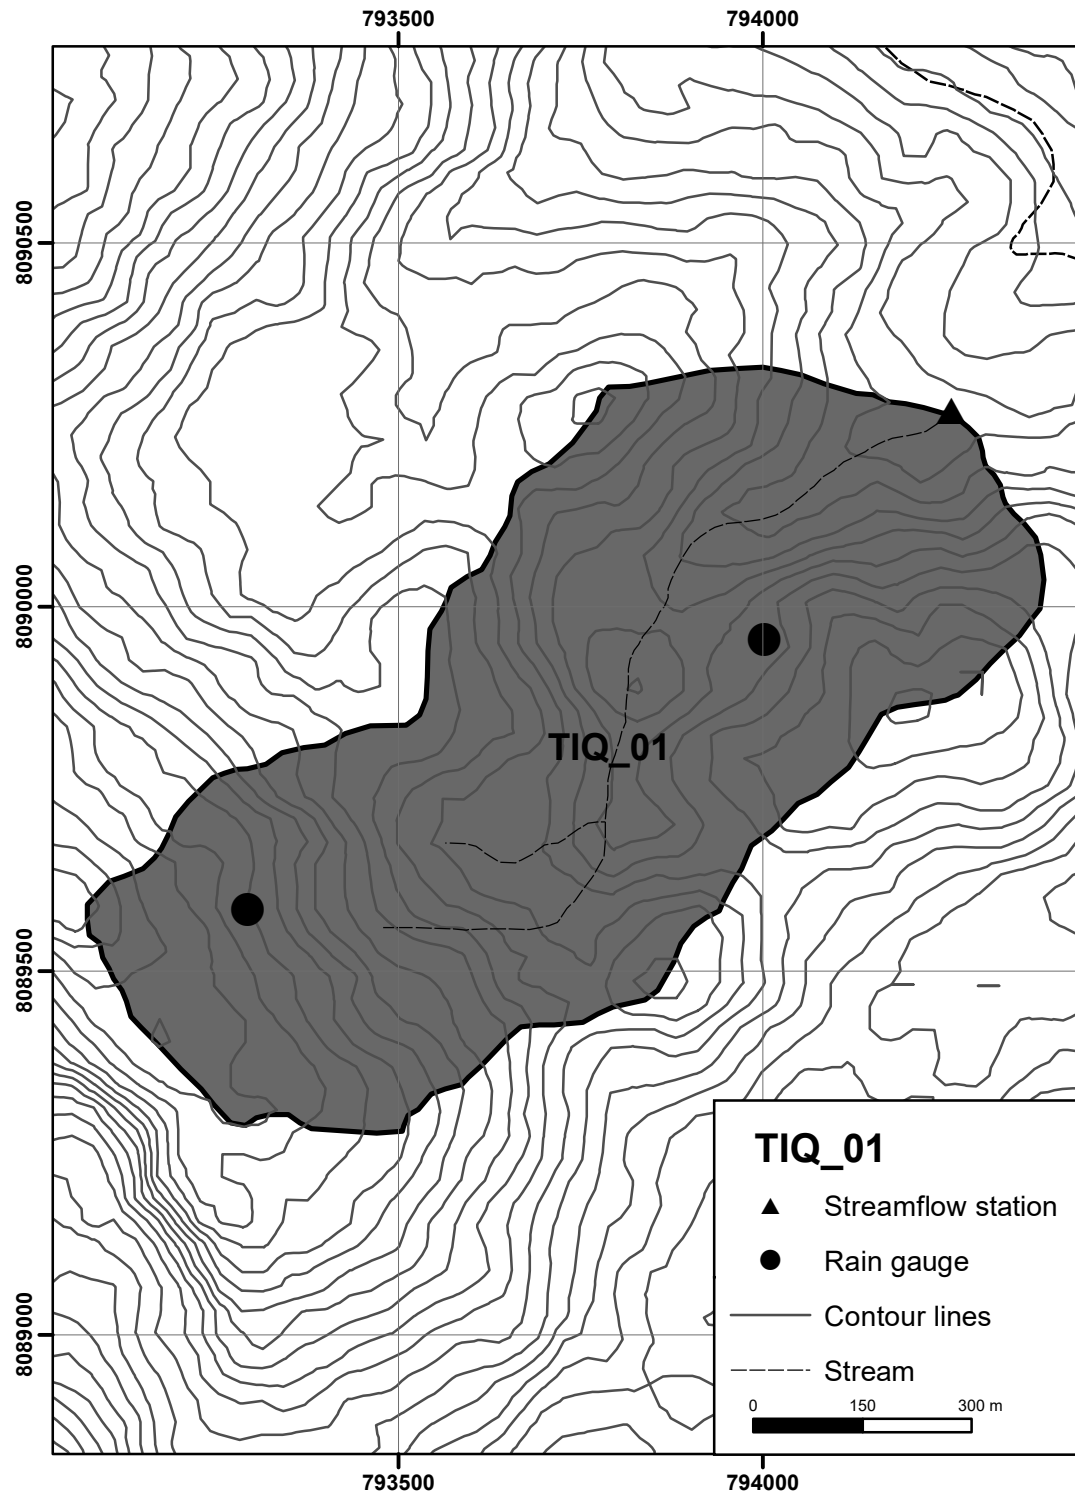 793500 794000
8090500
8090000
8089500
8089000
TIQ_01
TIQ_01
Streamflow station
Rain gauge
Contour lines
Stream
0 150 300 m
793500 794000